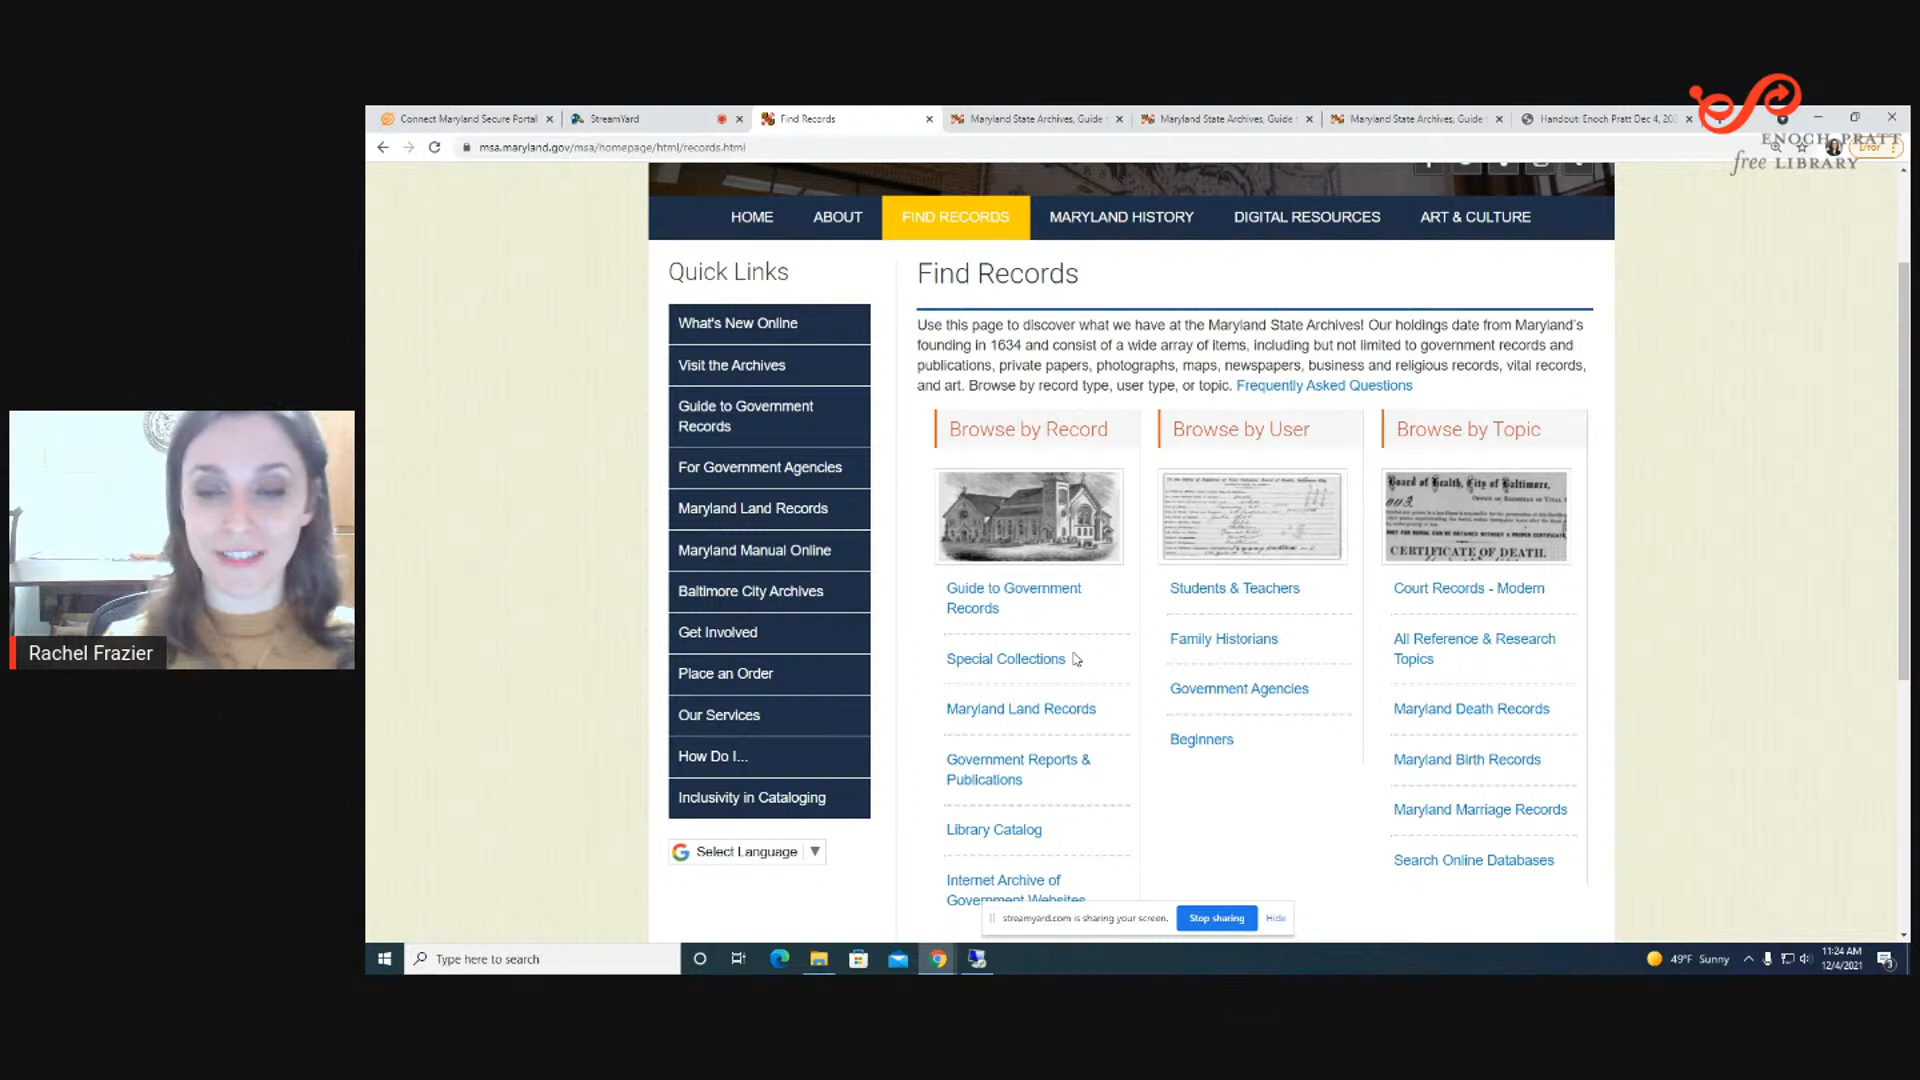 Connect Maryland Secure Portal
StreamYard
Find Records
Maryland State Archives, Guide
Maryland State Archives, Guide
Maryland State Archives, Guide
Handout: Enoch Pratt Dec 4, 202
msa.maryland.gov/msa/homepage/html/records.html
Error
ENOCH PRATT
free LIBRARY
HOME
ABOUT
FIND RECORDS
MARYLAND HISTORY
DIGITAL RESOURCES
ART & CULTURE
Quick Links
What's New Online
Visit the Archives
Guide to Government
Records
For Government Agencies
Maryland Land Records
Maryland Manual Online
Baltimore City Archives
Get Involved
Place an Order
Our Services
How Do I...
Inclusivity in Cataloging
Select Language
Find Records
Use this page to discover what we have at the Maryland State Archives! Our holdings date from Maryland's
founding in 1634 and consist of a wide array of items, including but not limited to government records and
publications, private papers, photographs, maps, newspapers, business and religious records, vital records,
and art. Browse by record type, user type, or topic. Frequently Asked Questions
Browse by Record
Guide to Government
Records
Special Collections
Maryland Land Records
Government Reports &
Publications
Library Catalog
Internet Archive of
Government Websites
Browse by User
Students & Teachers
Family Historians
Government Agencies
Beginners
Browse by Topic
Board of Health, City of Baltimore,
CERTIFICATE OF DEATH.
Court Records - Modern
All Reference & Research
Topics
Maryland Death Records
Maryland Birth Records
Maryland Marriage Records
Search Online Databases
streamyard.com is sharing your screen.
Stop sharing
Hide
Rachel Frazier
Type here to search
49°F Sunny
11:24 AM
12/4/2021
3